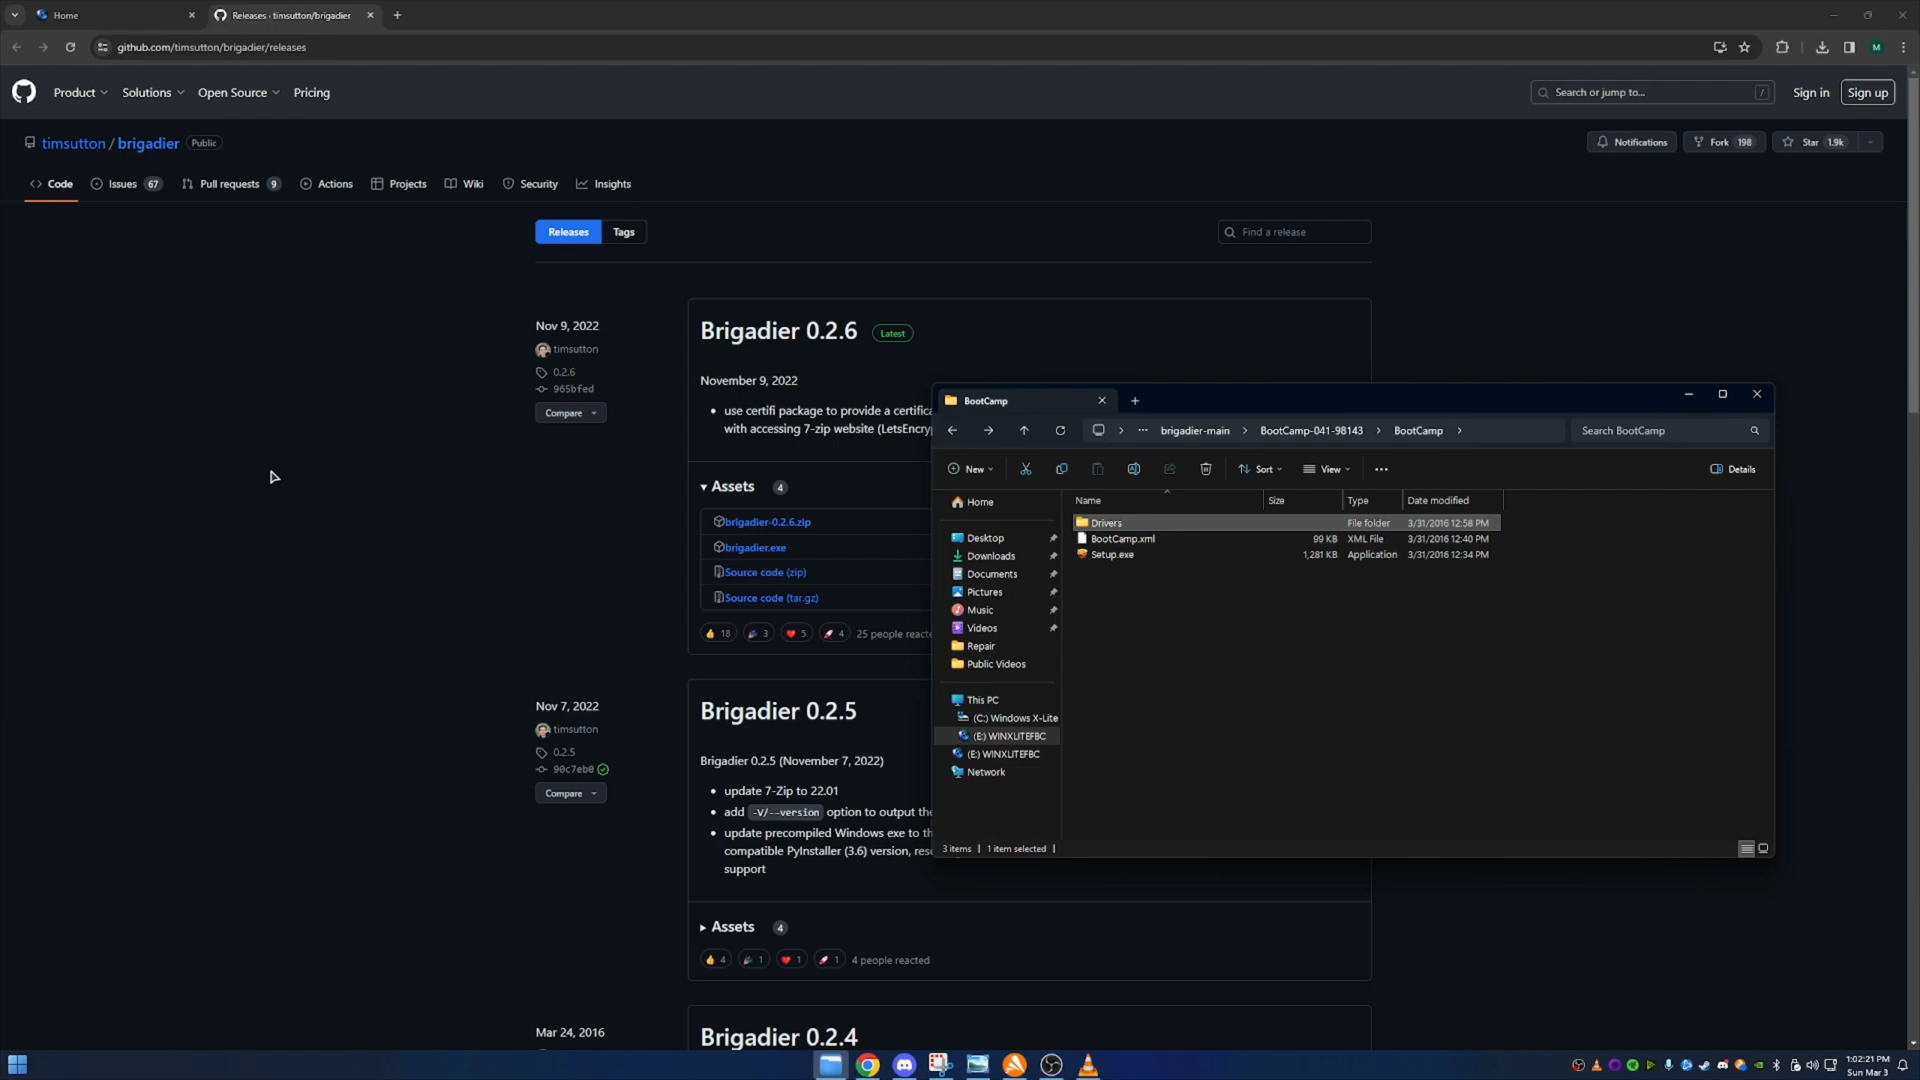 Home
Releases · timsutton/brigadier
github.com/timsutton/brigadier/releases
M
Product
Solutions
Open Source
Pricing
Search or jump to...
/
Sign in
Sign up
timsutton / brigadier
Public
Notifications
Fork 198
Star 1.9k
Code
Issues 67
Pull requests 9
Actions
Projects
Wiki
Security
Insights
Releases
Tags
Find a release
Nov 9, 2022
timsutton
0.2.6
965bfed
Compare
Brigadier 0.2.6
Latest
November 9, 2022
use certifi package to provide a certifica
with accessing 7-zip website (LetsEncry
Assets 4
brigadier-0.2.6.zip
brigadier.exe
Source code (zip)
Source code (tar.gz)
18
3
5
4
25 people reacte
Nov 7, 2022
timsutton
0.2.5
90c7eb0
Compare
Brigadier 0.2.5
Brigadier 0.2.5 (November 7, 2022)
update 7-Zip to 22.01
add -V/--version option to output the
update precompiled Windows exe to th
compatible PyInstaller (3.6) version, res
support
Assets 4
4
1
1
1
4 people reacted
Mar 24, 2016
Brigadier 0.2.4
BootCamp
brigadier-main
BootCamp-041-98143
BootCamp
Search BootCamp
New
Sort
View
Details
Name
Size
Type
Date modified
Drivers
File folder
3/31/2016 12:58 PM
BootCamp.xml
99 KB
XML File
3/31/2016 12:40 PM
Setup.exe
1,281 KB
Application
3/31/2016 12:34 PM
Home
Desktop
Downloads
Documents
Pictures
Music
Videos
Repair
Public Videos
This PC
(C:) Windows X-Lite
(E:) WINXLITEFBC
(E:) WINXLITEFBC
Network
3 items
1 item selected
1:02:21 PM
Sun Mar 3